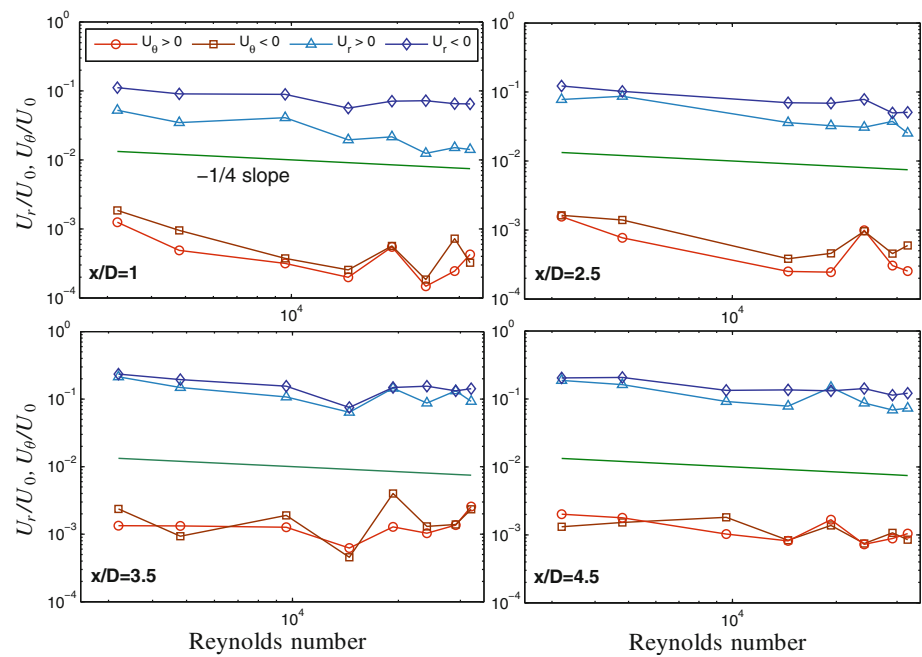 10^0
10^-1
10^-2
10^-3
10^-4
U_r/U_0, U_θ/U_0
U_θ > 0 U_θ < 0 U_r > 0 U_r < 0
−1/4 slope
x/D=1
10^4
10^0
10^-1
10^-2
10^-3
10^-4
x/D=2.5
10^4
10^0
10^-1
10^-2
10^-3
10^-4
U_r/U_0, U_θ/U_0
x/D=3.5
10^4
Reynolds number
10^0
10^-1
10^-2
10^-3
10^-4
x/D=4.5
10^4
Reynolds number